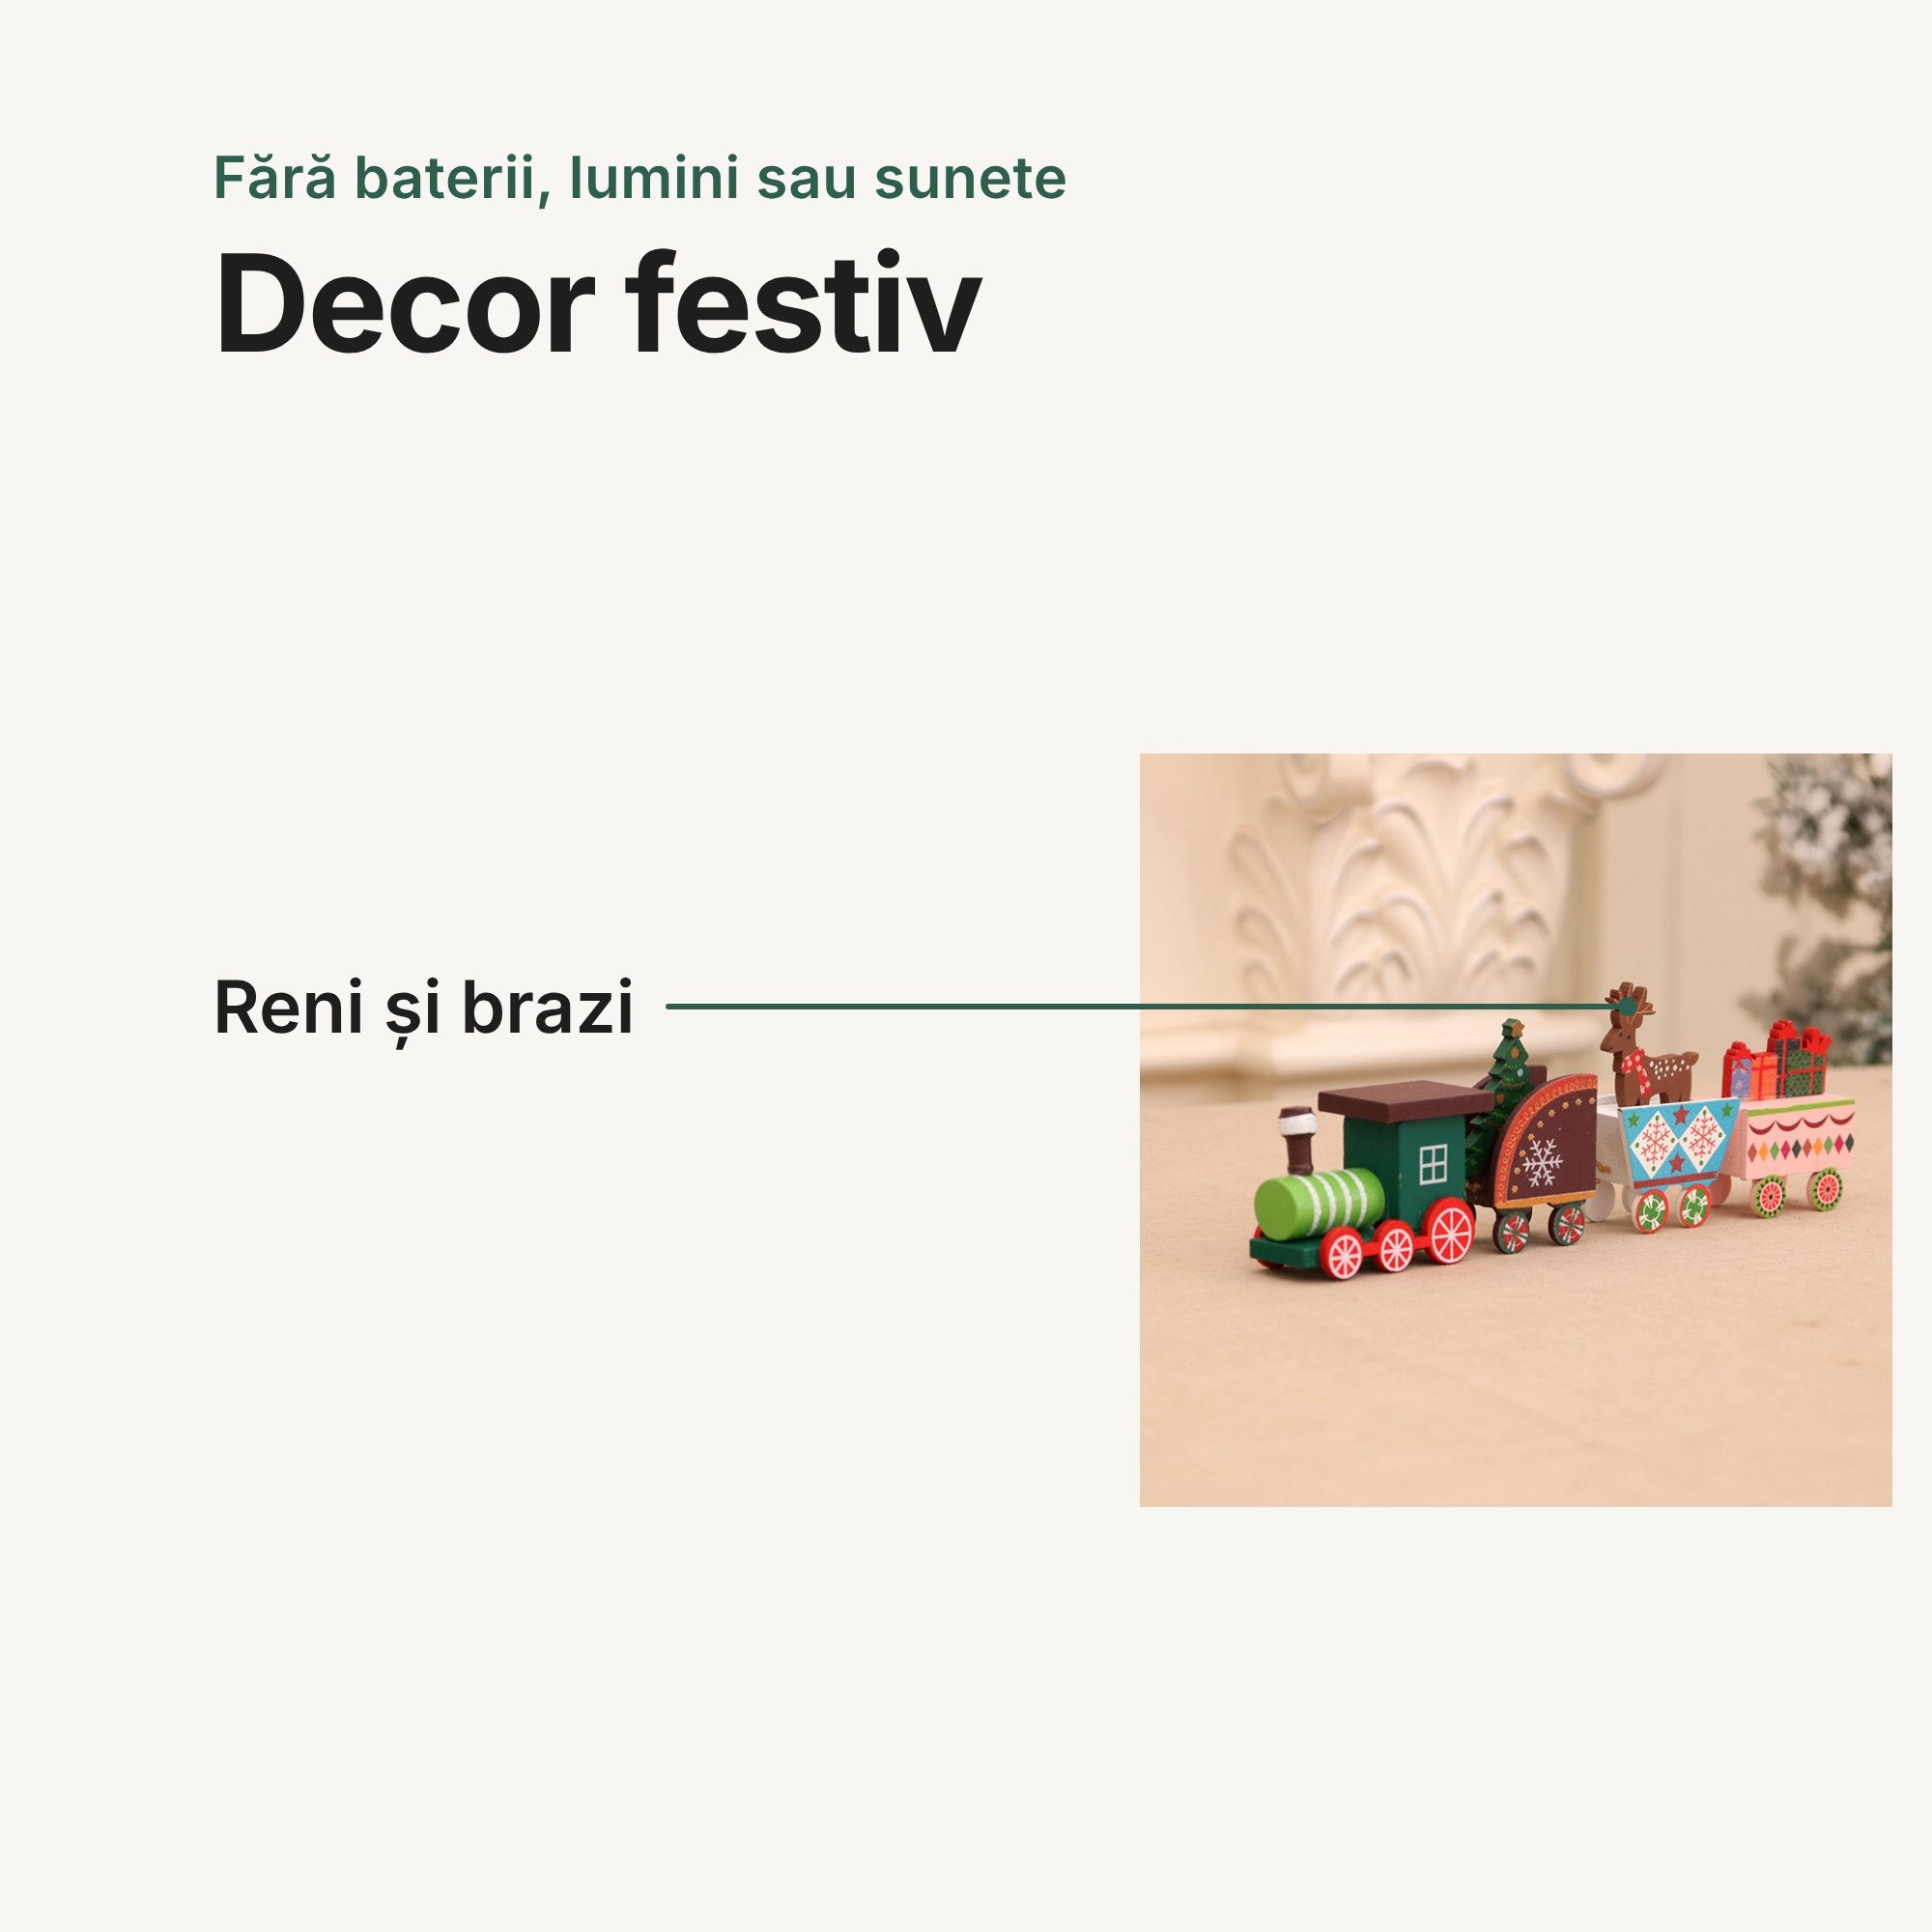 Fără baterii, lumini sau sunete
Decor festiv
Reni și brazi